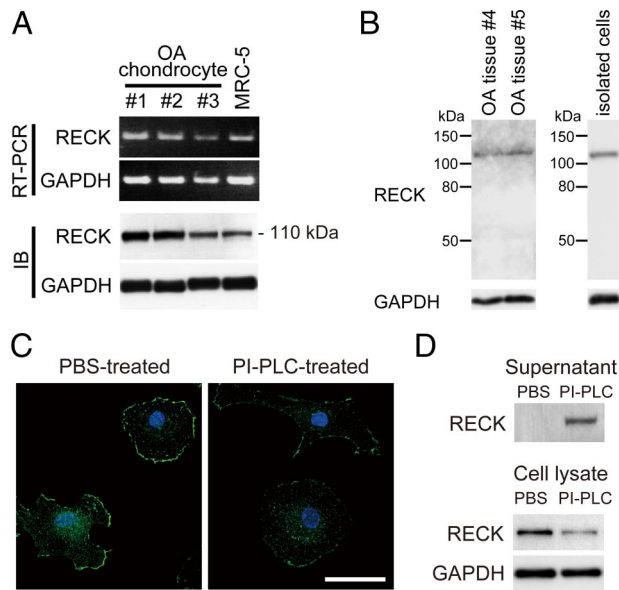 A
OA
chondrocyte
#1 #2 #3 MRC-5
RT-PCR
RECK
GAPDH
IB
RECK - 110 kDa
GAPDH
B
OA tissue #4
OA tissue #5
isolated cells
kDa kDa
150 150
100 100
80 80
50 50
RECK
GAPDH
C
PBS-treated PI-PLC-treated
D
Supernatant
PBS PI-PLC
RECK
Cell lysate
PBS PI-PLC
RECK
GAPDH